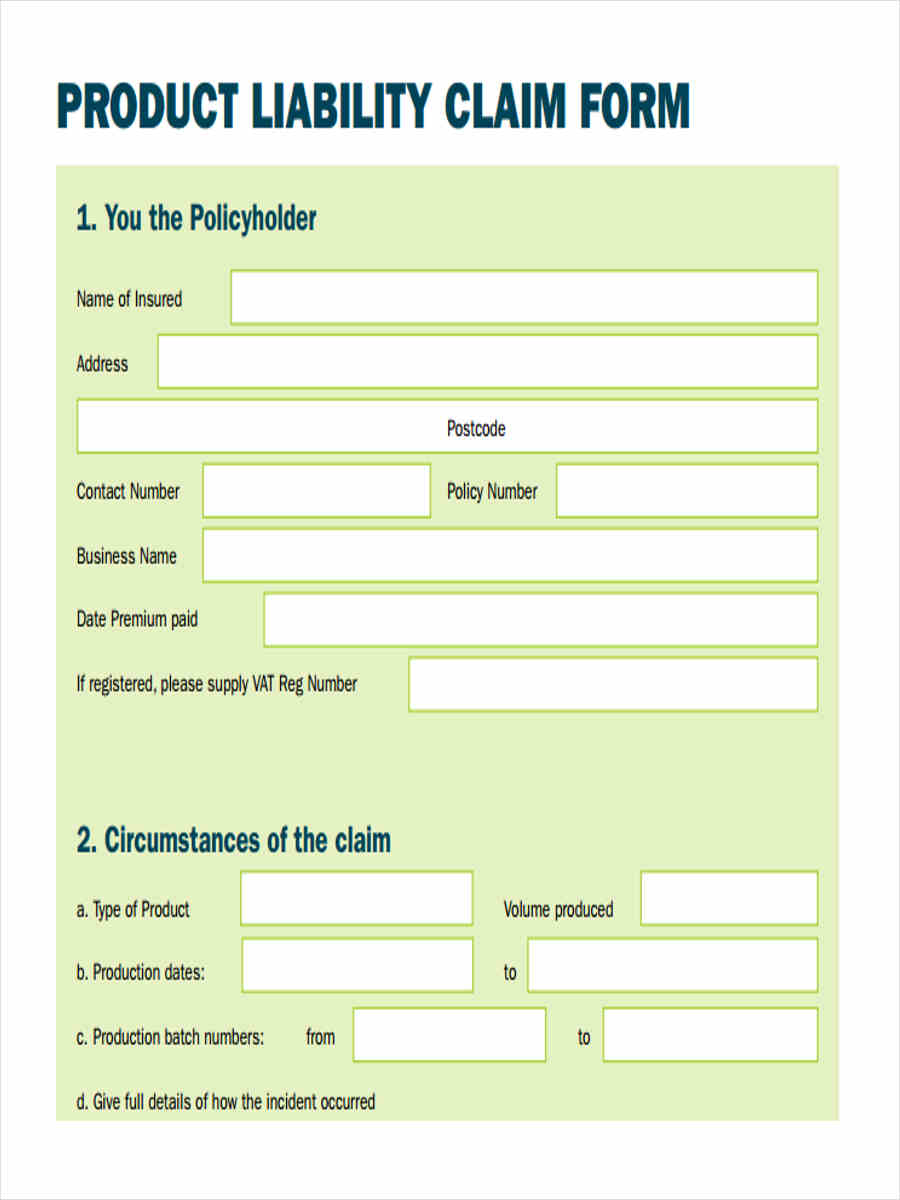 PRODUCT LIABILITY CLAIM FORM
1. You the Policyholder
Name of Insured
Address
Postcode
Contact Number Policy Number
Business Name
Date Premium paid
If registered, please supply VAT Reg Number
2. Circumstances of the claim
a. Type of Product Volume produced
b. Production dates: to
c. Production batch numbers: from to
d. Give full details of how the incident occurred